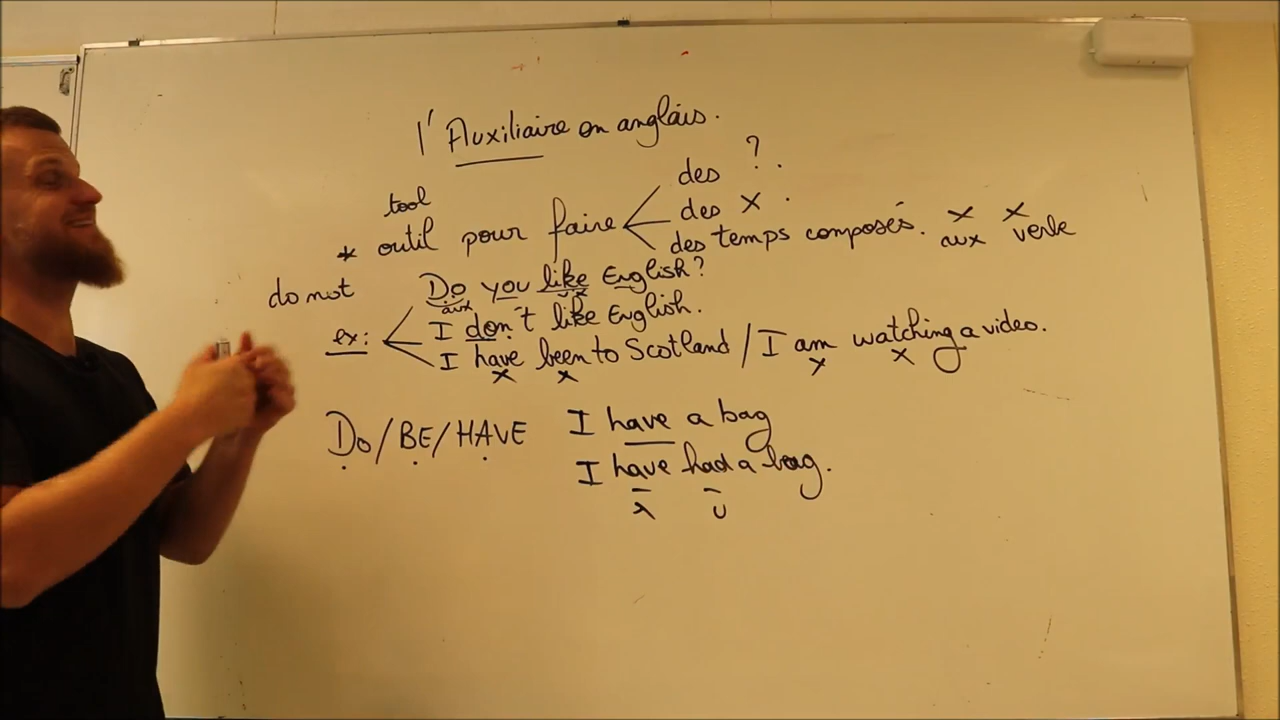 l'Auxiliaire en anglais.
tool
* outil pour faire
des ?.
des X.
des temps composés. X X
aux verbe
do not
ex:
Do you like English?
aux
I don't like English.
I have been to Scotland / I am watching a video.
X X X X
Do/BE/HAVE
I have a bag
I have had a bag.